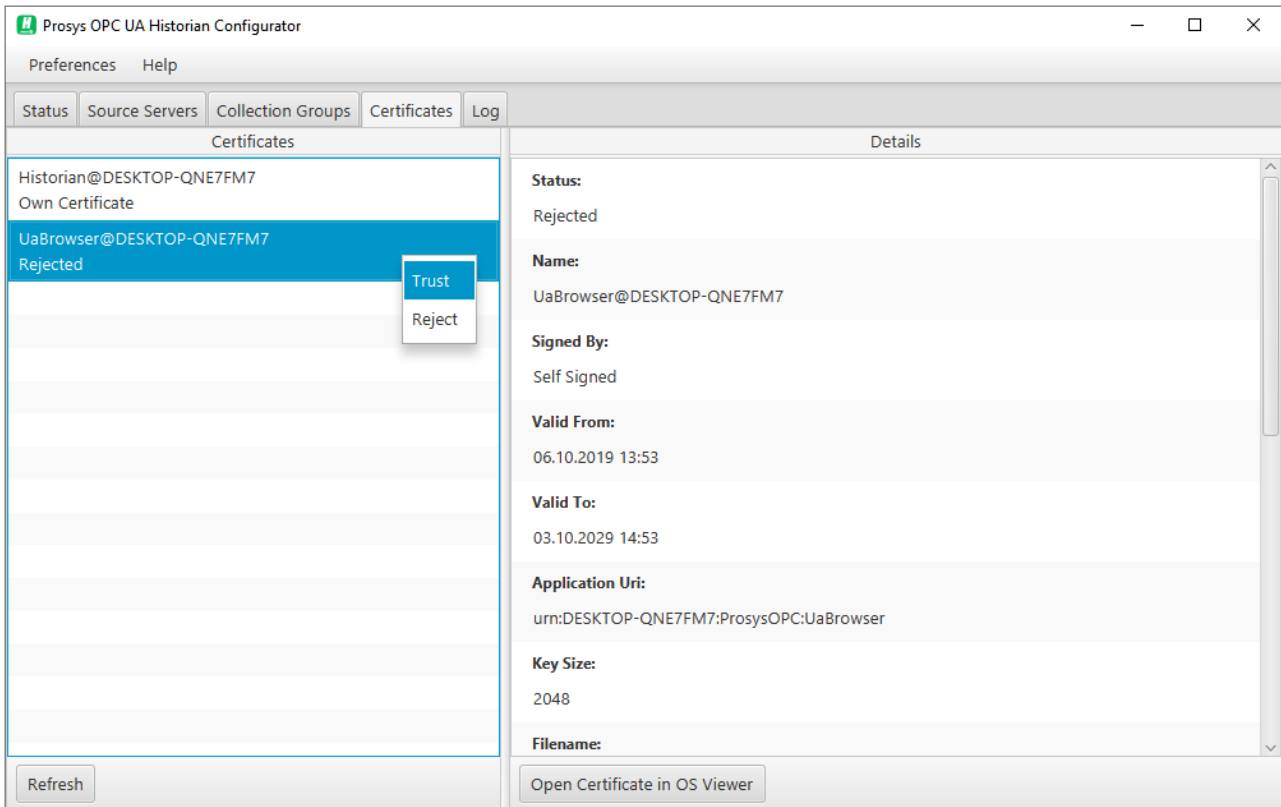 Prosys OPC UA Historian Configurator
Preferences Help
Status Source Servers Collection Groups Certificates Log
Certificates
Historian@DESKTOP-QNE7FM7
Own Certificate
UaBrowser@DESKTOP-QNE7FM7
Rejected
Trust
Reject
Refresh
Details
Status:
Rejected
Name:
UaBrowser@DESKTOP-QNE7FM7
Signed By:
Self Signed
Valid From:
06.10.2019 13:53
Valid To:
03.10.2029 14:53
Application Uri:
urn:DESKTOP-QNE7FM7:ProsysOPC:UaBrowser
Key Size:
2048
Filename:
Open Certificate in OS Viewer